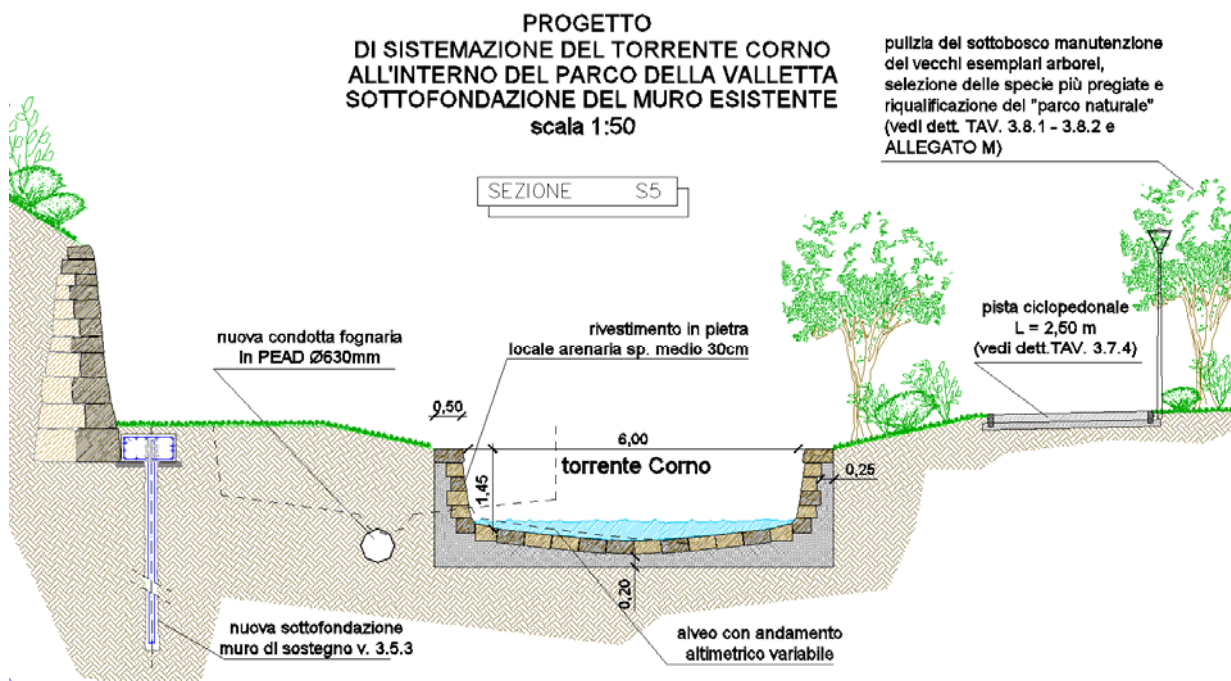 PROGETTO
DI SISTEMAZIONE DEL TORRENTE CORNO
ALL'INTERNO DEL PARCO DELLA VALLETTA
SOTTOFONDAZIONE DEL MURO ESISTENTE
scala 1:50
pulizia del sottobosco manutenzione
dei vecchi esemplari arborei,
selezione delle specie più pregiate e
riqualificazione del "parco naturale"
(vedi dett. TAV. 3.8.1 - 3.8.2 e
ALLEGATO M)
SEZIONE S5
nuova condotta fognaria
in PEAD Ø630mm
rivestimento in pietra
locale arenaria sp. medio 30cm
pista ciclopedonale
L = 2,50 m
(vedi dett.TAV. 3.7.4)
0,50
6,00
torrente Corno
1,45
0,25
0,20
nuova sottofondazione
muro di sostegno v. 3.5.3
alveo con andamento
altimetrico variabile